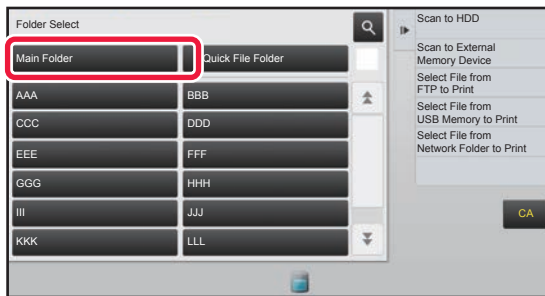 Folder Select
Main Folder
Quick File Folder
AAA
BBB
CCC
DDD
EEE
FFF
GGG
HHH
III
JJJ
KKK
LLL
Scan to HDD
Scan to External
Memory Device
Select File from
FTP to Print
Select File from
USB Memory to Print
Select File from
Network Folder to Print
CA